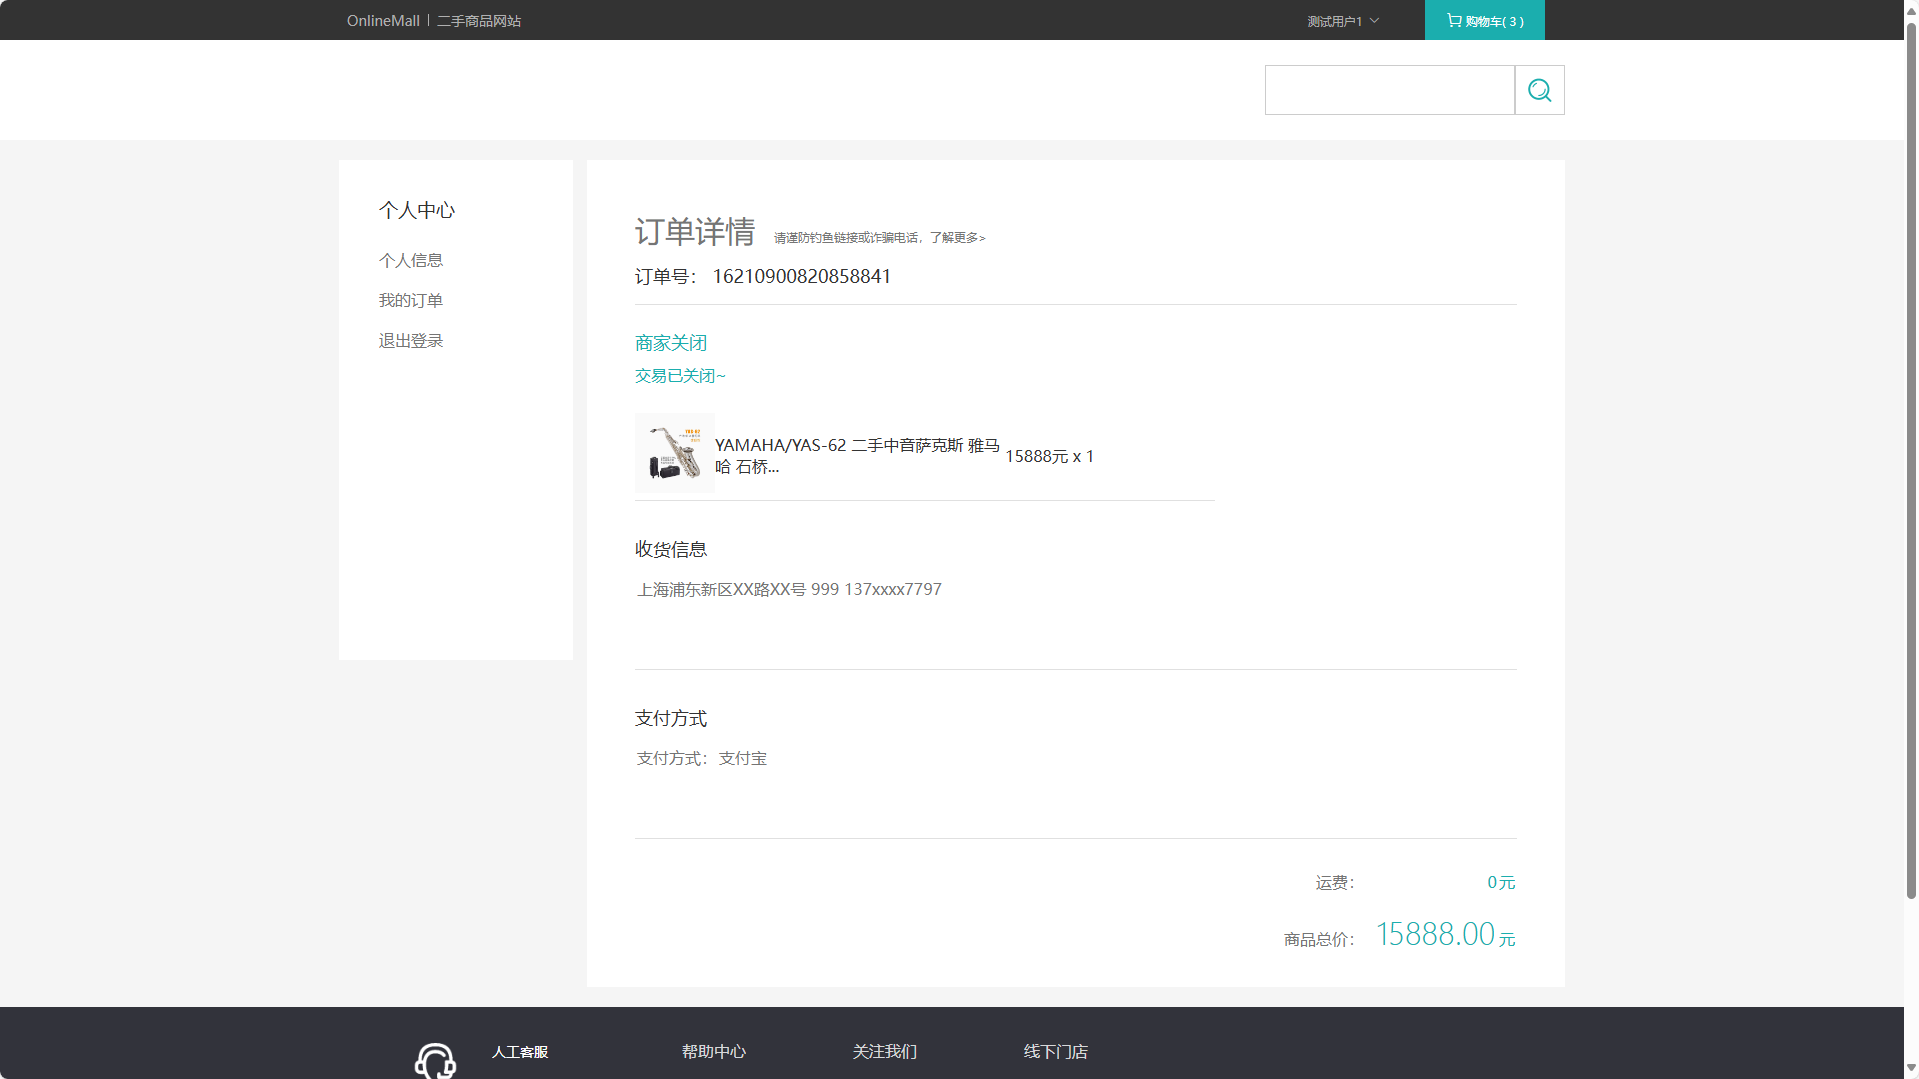 OnlineMall
二手商品网站
测试用户1
购物车( 3 )
个人中心
个人信息
我的订单
退出登录
订单详情
请谨防钓鱼链接或诈骗电话，了解更多>
订单号： 16210900820858841
商家关闭
交易已关闭~
YAMAHA/YAS-62 二手中音萨克斯 雅马
哈 石桥...
15888元 x 1
收货信息
上海浦东新区XX路XX号 999 137xxxx7797
支付方式
支付方式： 支付宝
运费： 0元
商品总价： 15888.00元
人工客服
帮助中心
关注我们
线下门店